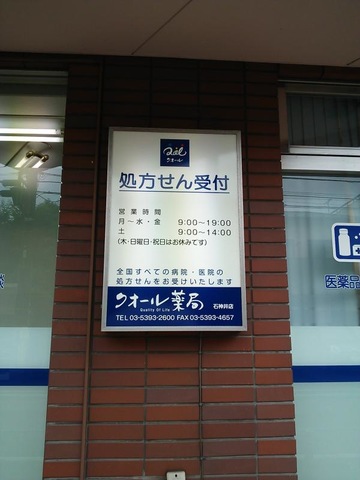 Qol
クオール
処方せん受付
営業時間
月〜水・金 9:00〜19:00
土 9:00〜14:00
(木・日曜日・祝日はお休みです)
全国すべての病院・医院の
処方せんをお受けいたします
クオール薬局 石神井店
Quality Of Life
TEL 03-5393-2600 FAX 03-5393-4657
医薬品
談